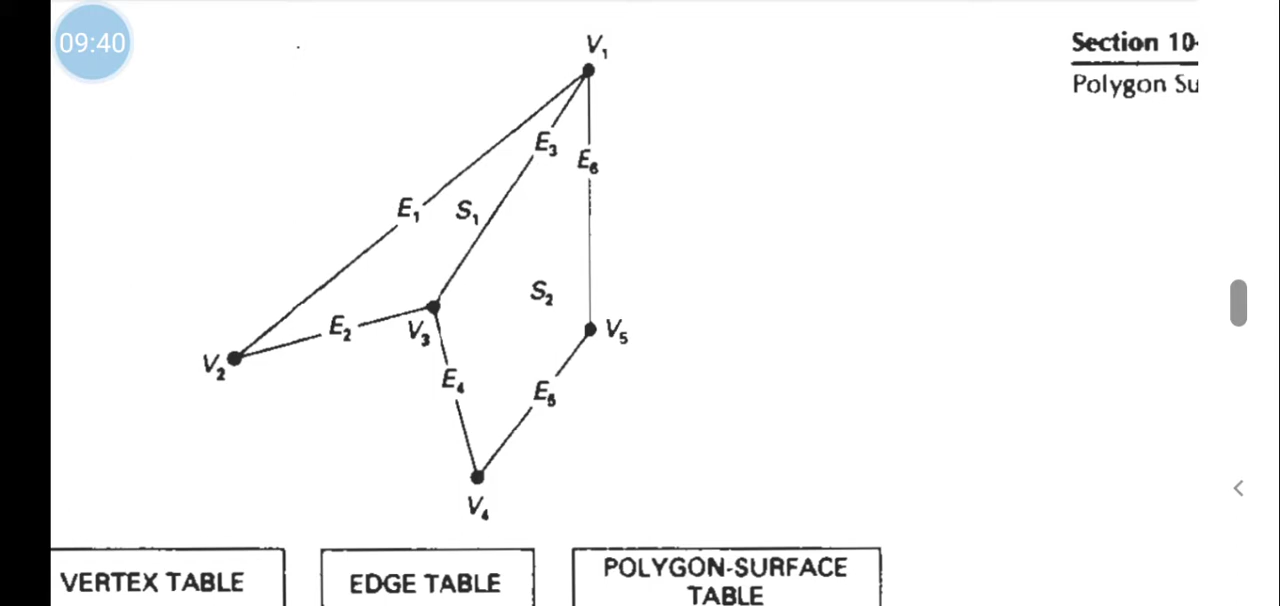 09:40
V₁
Section 10-
Polygon Su
E₃
E₆
E₁
S₁
S₂
E₂
V₃
V₅
V₂
E₄
E₅
V₄
<
VERTEX TABLE
EDGE TABLE
POLYGON-SURFACE
TABLE